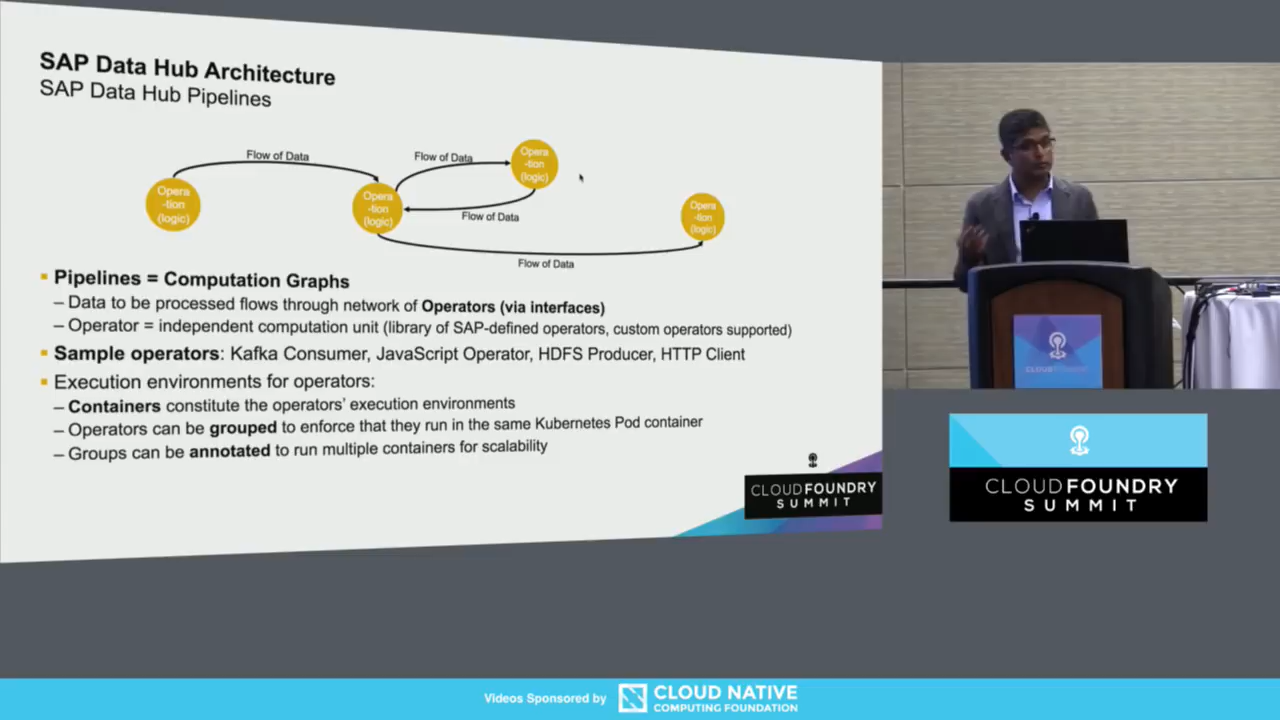 SAP Data Hub Architecture
SAP Data Hub Pipelines
Flow of Data
Flow of Data
Opera
-tion
(logic)
Opera
-tion
(logic)
Opera
-tion
(logic)
Flow of Data
Opera
-tion
(logic)
Flow of Data
Pipelines = Computation Graphs
– Data to be processed flows through network of Operators (via interfaces)
– Operator = independent computation unit (library of SAP-defined operators, custom operators supported)
Sample operators: Kafka Consumer, JavaScript Operator, HDFS Producer, HTTP Client
Execution environments for operators:
– Containers constitute the operators' execution environments
– Operators can be grouped to enforce that they run in the same Kubernetes Pod container
– Groups can be annotated to run multiple containers for scalability
CLOUDFOUNDRY
SUMMIT
CLOUDFOUNDRY
CLOUDFOUNDRY
SUMMIT
Videos Sponsored by
CLOUD NATIVE
COMPUTING FOUNDATION